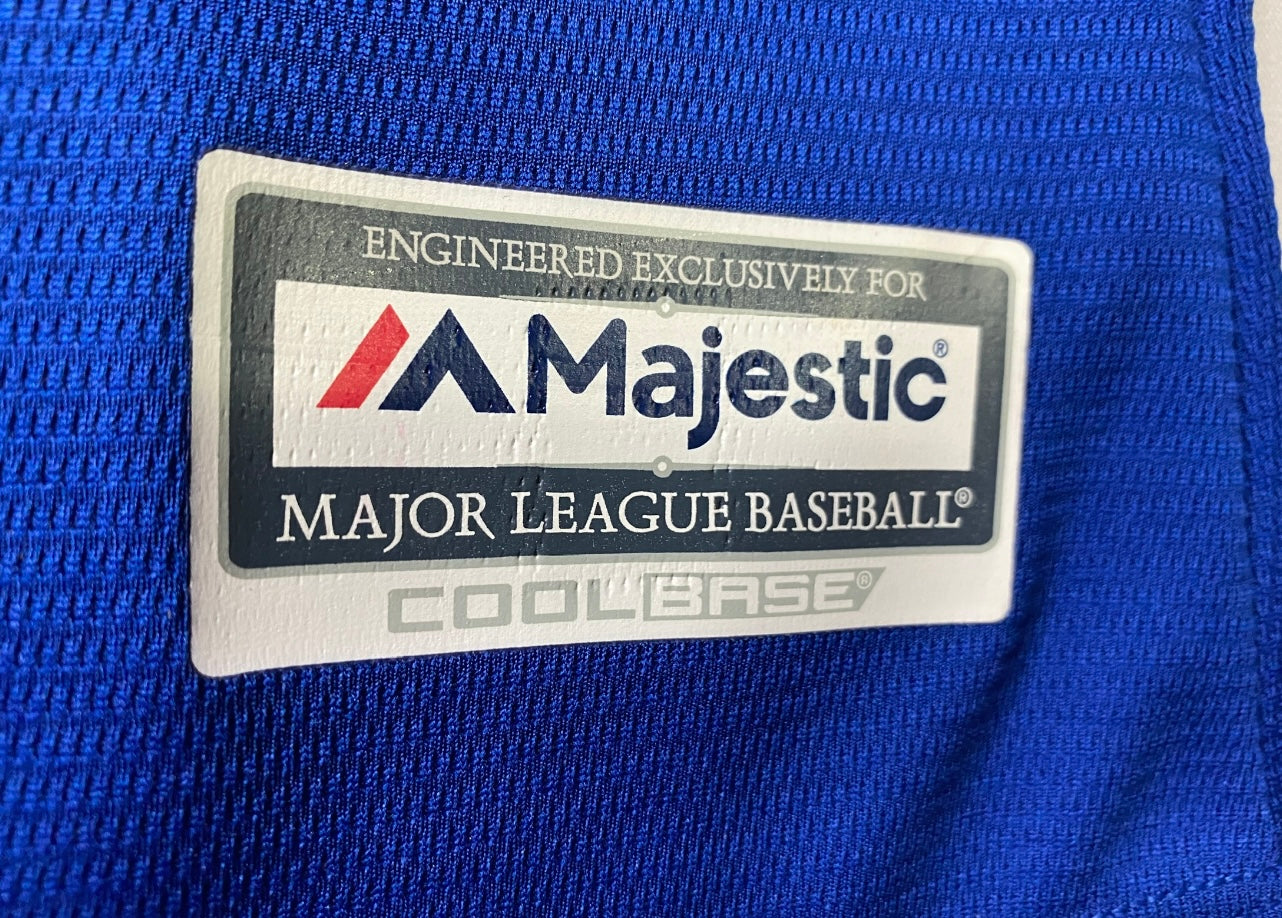 ENGINEERED EXCLUSIVELY FOR
Majestic®
MAJOR LEAGUE BASEBALL®
COOLBASE®